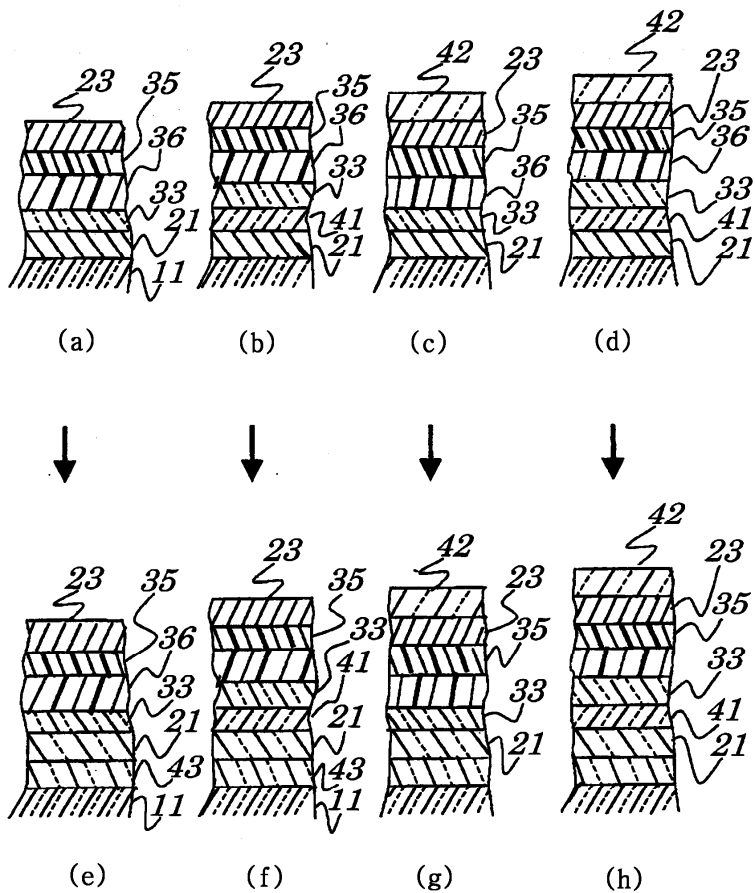 23 35 36 33 21 11
23 35 36 33 41 21
42 23 35 36 33 21
42 23 35 36 33 41 21
(a) (b) (c) (d)
23 35 36 33 21 43 11
23 35 33 41 21 43 11
42 23 35 33 21
42 23 35 33 41 21
(e) (f) (g) (h)